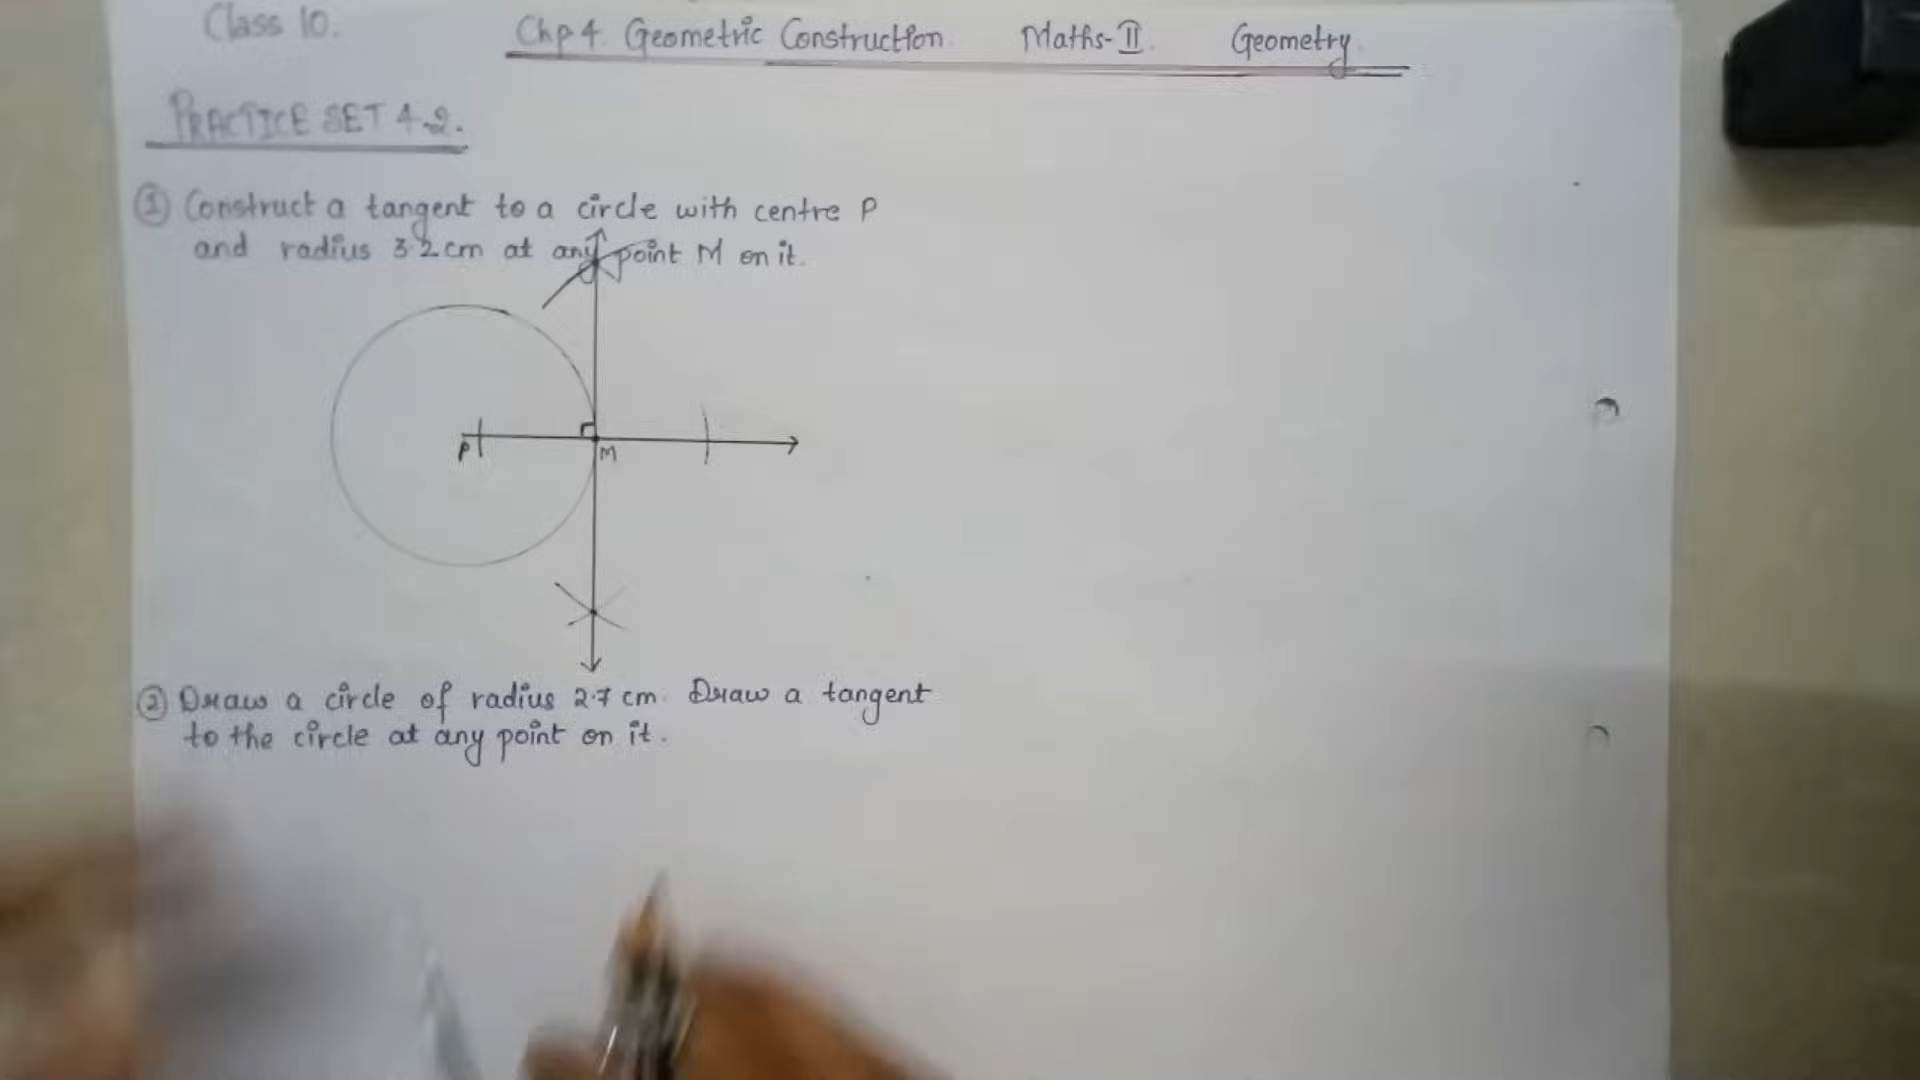 Class 10.
Chp 4. Geometric Construction. Maths-II. Geometry.
PRACTICE SET 4.2.
① Construct a tangent to a circle with centre P
and radius 3.2 cm at any point M on it.
P
M
② Draw a circle of radius 2.7 cm. Draw a tangent
to the circle at any point on it.